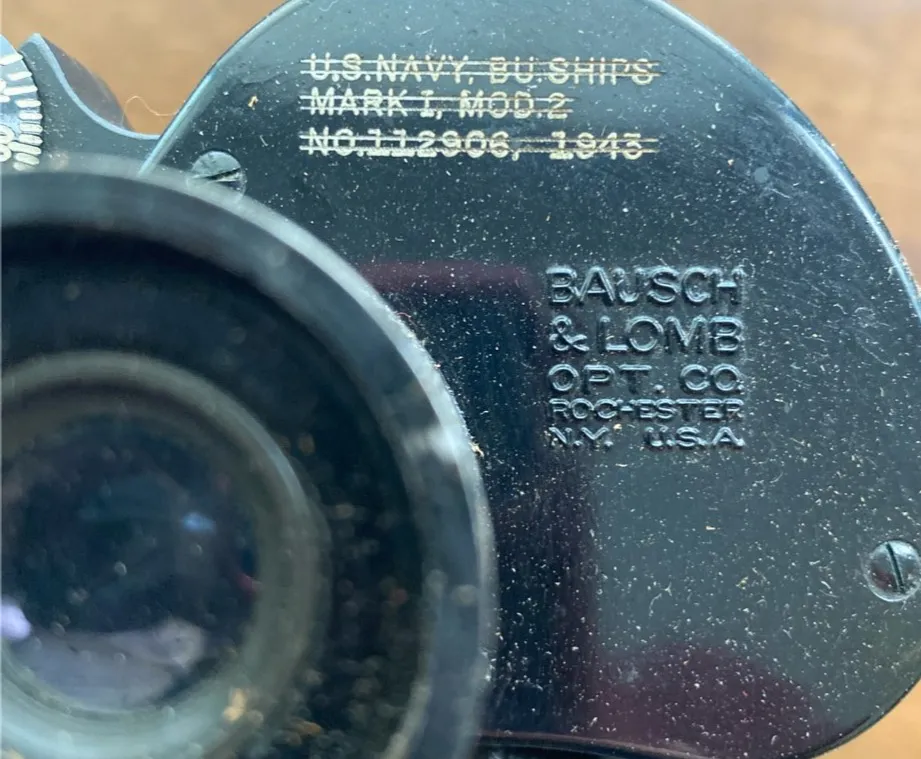 U.S.NAVY, BU.SHIPS
MARK I, MOD.2
NO.112906, 1943
BAUSCH
& LOMB
OPT. CO.
ROCHESTER
N.Y. U.S.A.